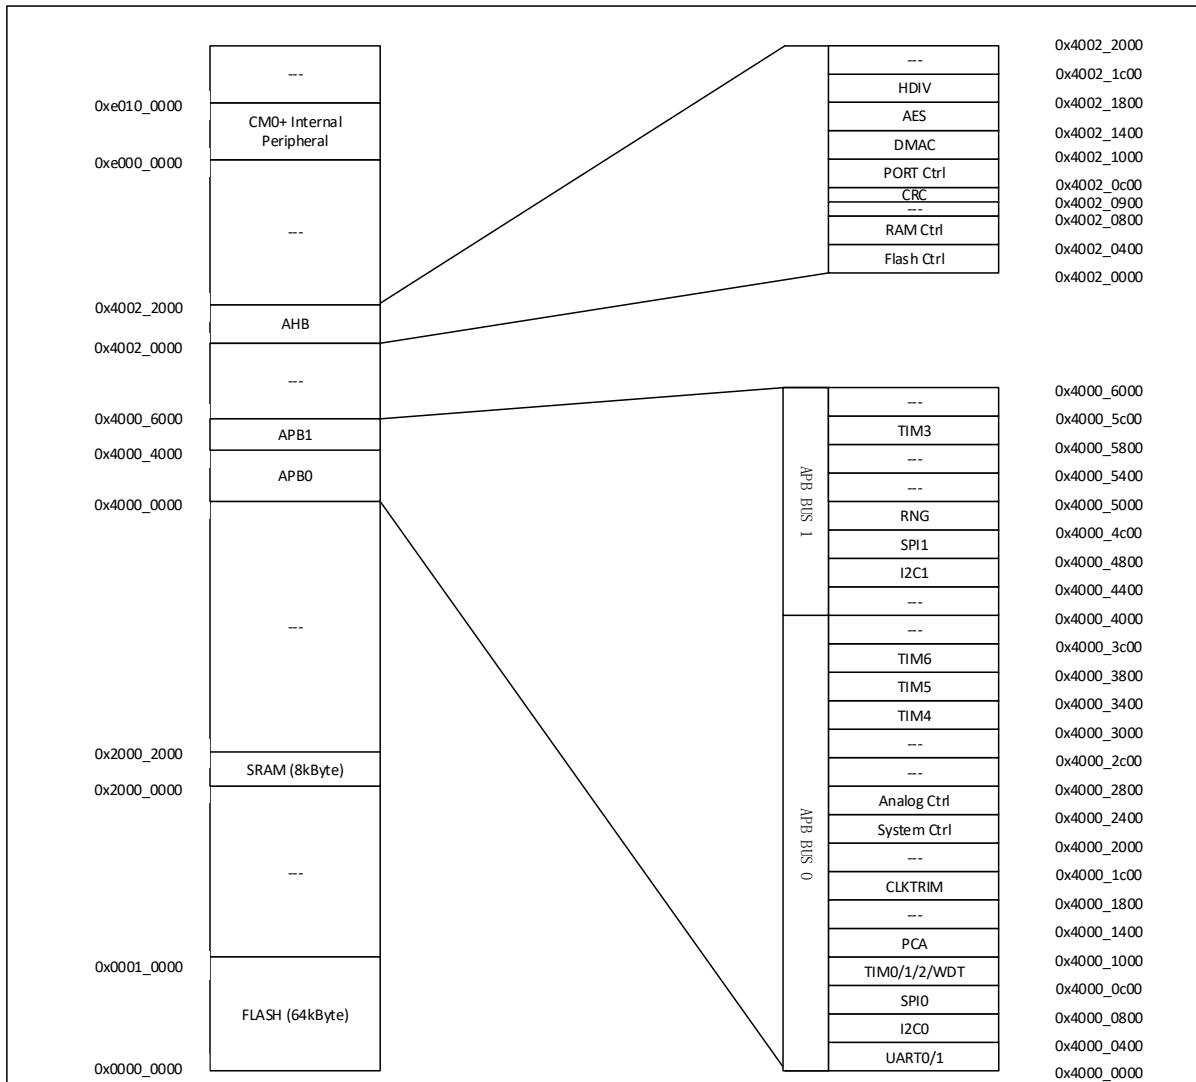 ---
0xe010_0000
CM0+ Internal
Peripheral
0xe000_0000
---
0x4002_2000
AHB
0x4002_0000
---
0x4000_6000
APB1
0x4000_4000
APB0
0x4000_0000
---
0x2000_2000
SRAM (8kByte)
0x2000_0000
---
0x0001_0000
FLASH (64kByte)
0x0000_0000
0x4002_2000
---
0x4002_1c00
HDIV
0x4002_1800
AES
0x4002_1400
DMAC
0x4002_1000
PORT Ctrl
0x4002_0c00
CRC
0x4002_0900
---
0x4002_0800
RAM Ctrl
0x4002_0400
Flash Ctrl
0x4002_0000
APB BUS 1
0x4000_6000
---
0x4000_5c00
TIM3
0x4000_5800
---
0x4000_5400
---
0x4000_5000
RNG
0x4000_4c00
SPI1
0x4000_4800
I2C1
0x4000_4400
---
0x4000_4000
APB BUS 0
---
0x4000_3c00
TIM6
0x4000_3800
TIM5
0x4000_3400
TIM4
0x4000_3000
---
0x4000_2c00
---
0x4000_2800
Analog Ctrl
0x4000_2400
System Ctrl
0x4000_2000
---
0x4000_1c00
CLKTRIM
0x4000_1800
---
0x4000_1400
PCA
0x4000_1000
TIM0/1/2/WDT
0x4000_0c00
SPI0
0x4000_0800
I2C0
0x4000_0400
UART0/1
0x4000_0000